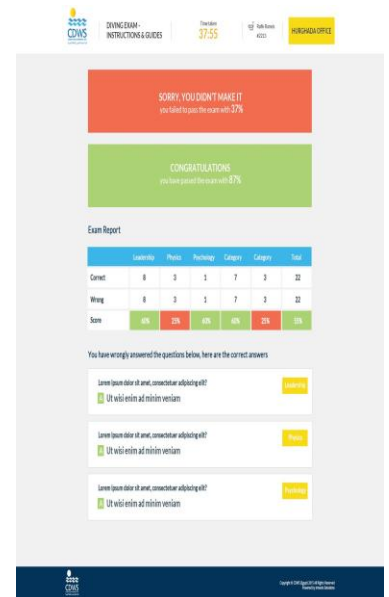 CDWS
DIVING EXAM -
INSTRUCTIONS & GUIDES
Time taken
37:55
#2211
HURGHADA OFFICE
SORRY, YOU DIDN'T MAKE IT
you failed to pass the exam with 37%
CONGRATULATIONS
you have passed the exam with 87%
Exam Report
Leadership Physics Psychology Category Category Total
Correct 8 3 1 7 3 22
Wrong 8 3 1 7 3 22
Score 60% 25% 60% 60% 25% 55%
You have wrongly answered the questions below, here are the correct answers
Lorem ipsum dolor sit amet, consectetuer adipiscing elit?
Leadership
A Ut wisi enim ad minim veniam
Lorem ipsum dolor sit amet, consectetuer adipiscing elit?
Physics
A Ut wisi enim ad minim veniam
Lorem ipsum dolor sit amet, consectetuer adipiscing elit?
Psychology
A Ut wisi enim ad minim veniam
CDWS